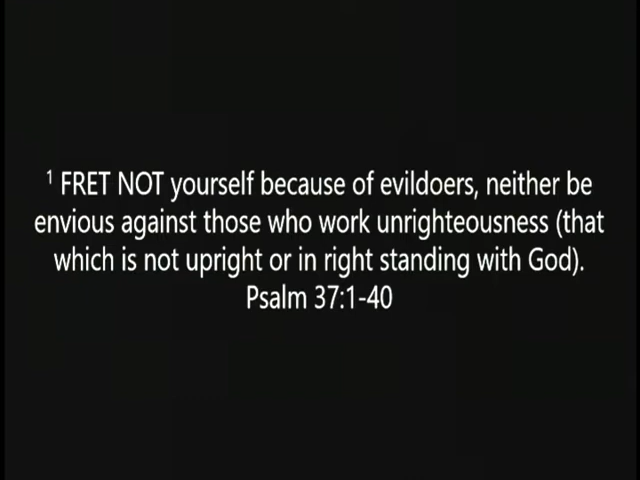 ¹ FRET NOT yourself because of evildoers, neither be
envious against those who work unrighteousness (that
which is not upright or in right standing with God).
Psalm 37:1-40